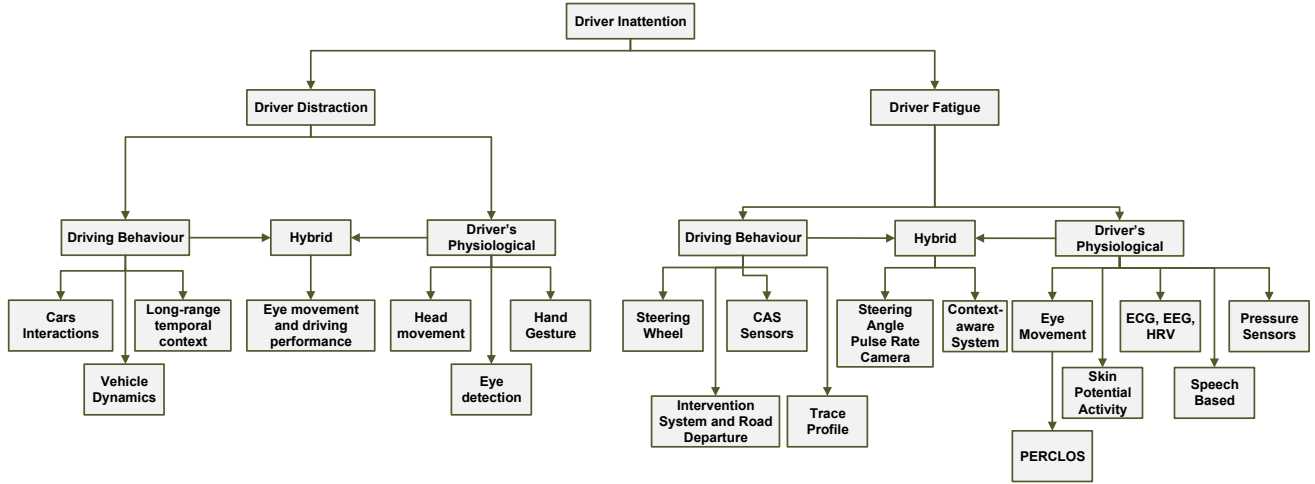 Driver Inattention
Driver Distraction
Driver Fatigue
Driving Behaviour
Hybrid
Driver's
Physiological
Driving Behaviour
Hybrid
Driver's
Physiological
Cars
Interactions
Long-range
temporal
context
Eye movement
and driving
performance
Head
movement
Hand
Gesture
Steering
Wheel
CAS
Sensors
Steering
Angle
Pulse Rate
Camera
Context-
aware
System
Eye
Movement
ECG, EEG,
HRV
Pressure
Sensors
Vehicle
Dynamics
Eye
detection
Intervention
System and Road
Departure
Trace
Profile
Skin
Potential
Activity
Speech
Based
PERCLOS